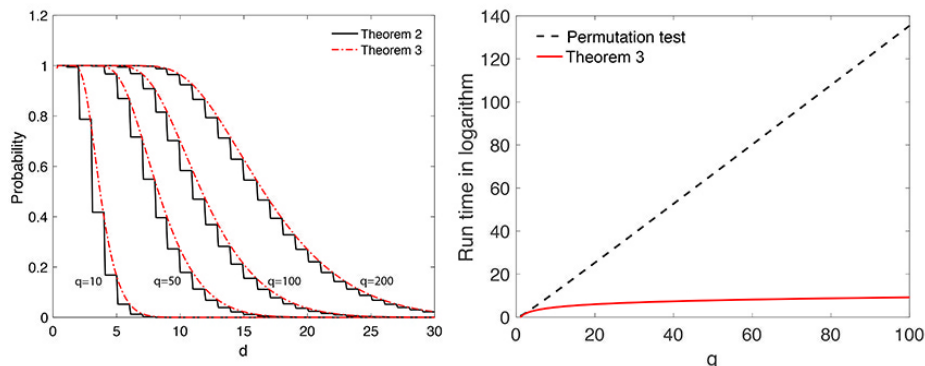 1.2
1
0.8
0.6
0.4
0.2
0
Probability
Theorem 2
Theorem 3
q=10
q=50
q=100
q=200
0 5 10 15 20 25 30
d
140
120
100
80
60
40
20
0
Run time in logarithm
Permutation test
Theorem 3
0 20 40 60 80 100
q